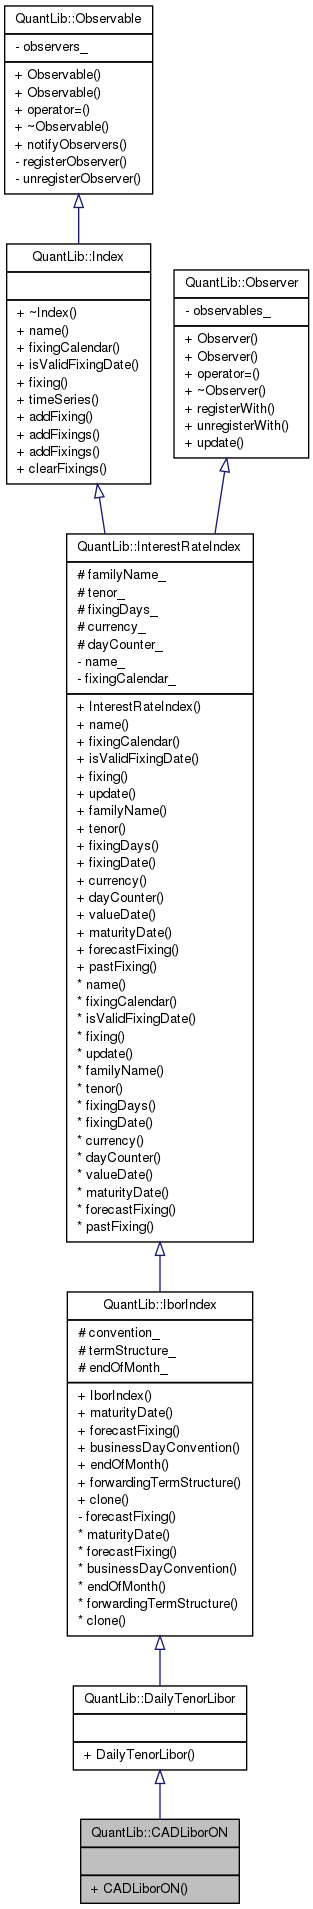 QuantLib::Observable
- observers_
+ Observable()
+ Observable()
+ operator=()
+ ~Observable()
+ notifyObservers()
- registerObserver()
- unregisterObserver()
QuantLib::Index
+ ~Index()
+ name()
+ fixingCalendar()
+ isValidFixingDate()
+ fixing()
+ timeSeries()
+ addFixing()
+ addFixings()
+ addFixings()
+ clearFixings()
QuantLib::Observer
- observables_
+ Observer()
+ Observer()
+ operator=()
+ ~Observer()
+ registerWith()
+ unregisterWith()
+ update()
QuantLib::InterestRateIndex
# familyName_
# tenor_
# fixingDays_
# currency_
# dayCounter_
- name_
- fixingCalendar_
+ InterestRateIndex()
+ name()
+ fixingCalendar()
+ isValidFixingDate()
+ fixing()
+ update()
+ familyName()
+ tenor()
+ fixingDays()
+ fixingDate()
+ currency()
+ dayCounter()
+ valueDate()
+ maturityDate()
+ forecastFixing()
+ pastFixing()
* name()
* fixingCalendar()
* isValidFixingDate()
* fixing()
* update()
* familyName()
* tenor()
* fixingDays()
* fixingDate()
* currency()
* dayCounter()
* valueDate()
* maturityDate()
* forecastFixing()
* pastFixing()
QuantLib::IborIndex
# convention_
# termStructure_
# endOfMonth_
+ IborIndex()
+ maturityDate()
+ forecastFixing()
+ businessDayConvention()
+ endOfMonth()
+ forwardingTermStructure()
+ clone()
- forecastFixing()
* maturityDate()
* forecastFixing()
* businessDayConvention()
* endOfMonth()
* forwardingTermStructure()
* clone()
QuantLib::DailyTenorLibor
+ DailyTenorLibor()
QuantLib::CADLiborON
+ CADLiborON()